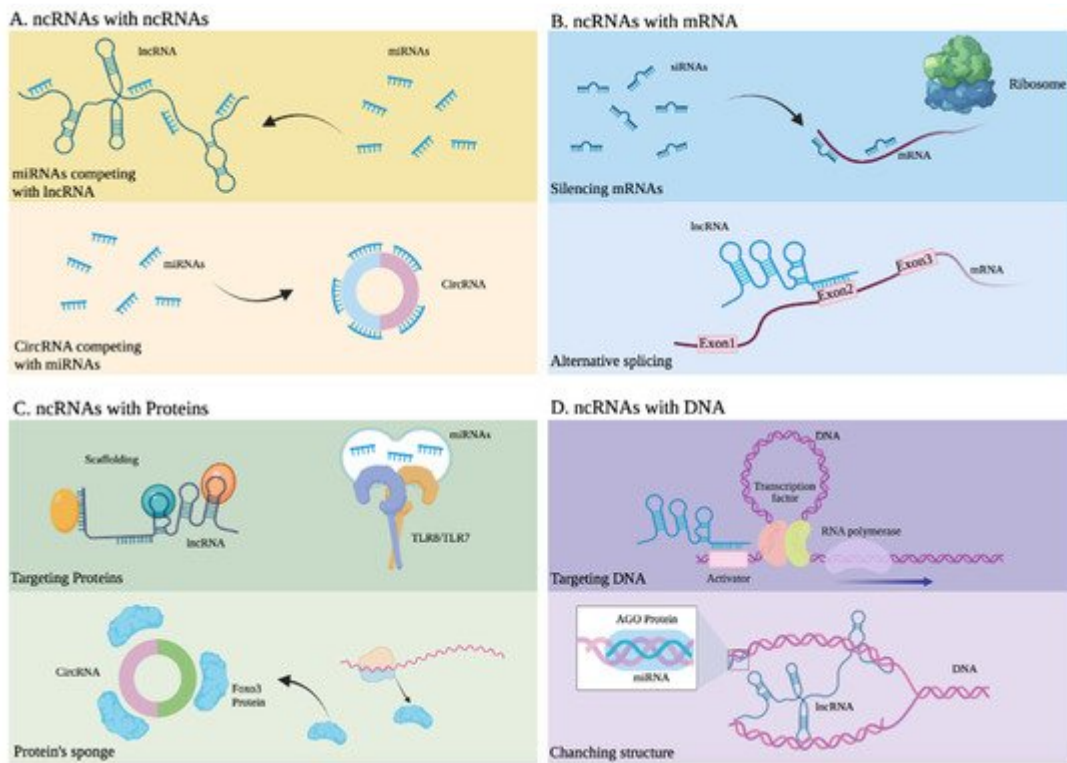 A. ncRNAs with ncRNAs
lncRNA
miRNAs
miRNAs competing
with lncRNA
miRNAs
CircRNA
CircRNA competing
with miRNAs
B. ncRNAs with mRNA
siRNAs
Ribosome
mRNA
Silencing mRNAs
lncRNA
Exon3
mRNA
Exon2
Exon1
Alternative splicing
C. ncRNAs with Proteins
miRNAs
Scaffolding
lncRNA
TLR8/TLR7
Targeting Proteins
CircRNA
Foxo3
Protein
Protein's sponge
D. ncRNAs with DNA
DNA
Transcription
factor
RNA polymerase
Activator
Targeting DNA
AGO Protein
miRNA
DNA
lncRNA
Chanching structure